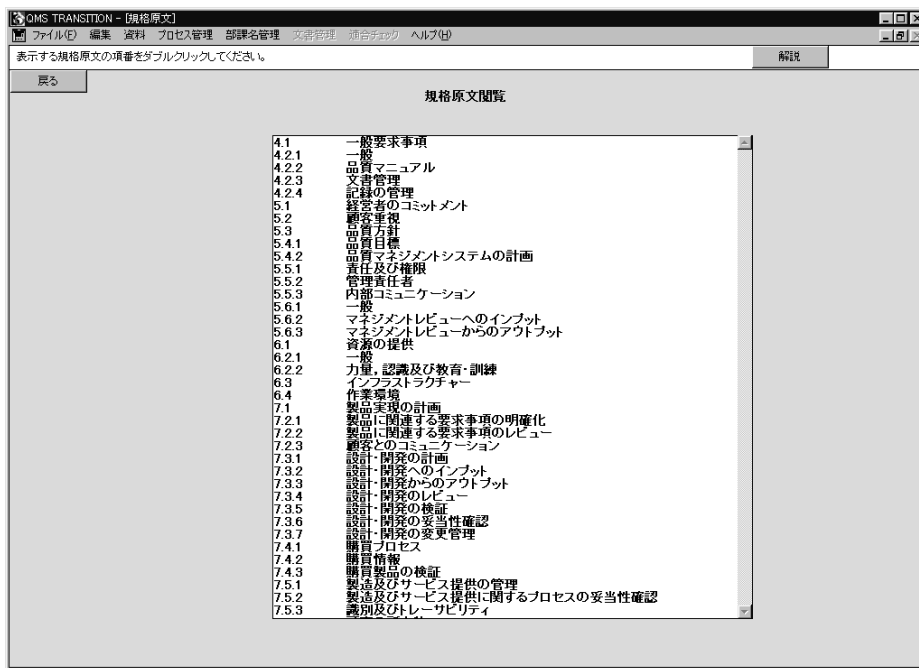 QMS TRANSITION - [規格原文]
ファイル(F) 編集 資料 プロセス管理 部課名管理 文書管理 適合チェック ヘルプ(H)
表示する規格原文の項番をダブルクリックしてください。 解説
戻る
規格原文閲覧
4.1 一般要求事項
4.2.1 一般
4.2.2 品質マニュアル
4.2.3 文書管理
4.2.4 記録の管理
5.1 経営者のコミットメント
5.2 顧客重視
5.3 品質方針
5.4.1 品質目標
5.4.2 品質マネジメントシステムの計画
5.5.1 責任及び権限
5.5.2 管理責任者
5.5.3 内部コミュニケーション
5.6.1 一般
5.6.2 マネジメントレビューへのインプット
5.6.3 マネジメントレビューからのアウトプット
6.1 資源の提供
6.2.1 一般
6.2.2 力量，認識及び教育・訓練
6.3 インフラストラクチャー
6.4 作業環境
7.1 製品実現の計画
7.2.1 製品に関連する要求事項の明確化
7.2.2 製品に関連する要求事項のレビュー
7.2.3 顧客とのコミュニケーション
7.3.1 設計・開発の計画
7.3.2 設計・開発へのインプット
7.3.3 設計・開発からのアウトプット
7.3.4 設計・開発のレビュー
7.3.5 設計・開発の検証
7.3.6 設計・開発の妥当性確認
7.3.7 設計・開発の変更管理
7.4.1 購買プロセス
7.4.2 購買情報
7.4.3 購買製品の検証
7.5.1 製造及びサービス提供の管理
7.5.2 製造及びサービス提供に関するプロセスの妥当性確認
7.5.3 識別及びトレーサビリティ